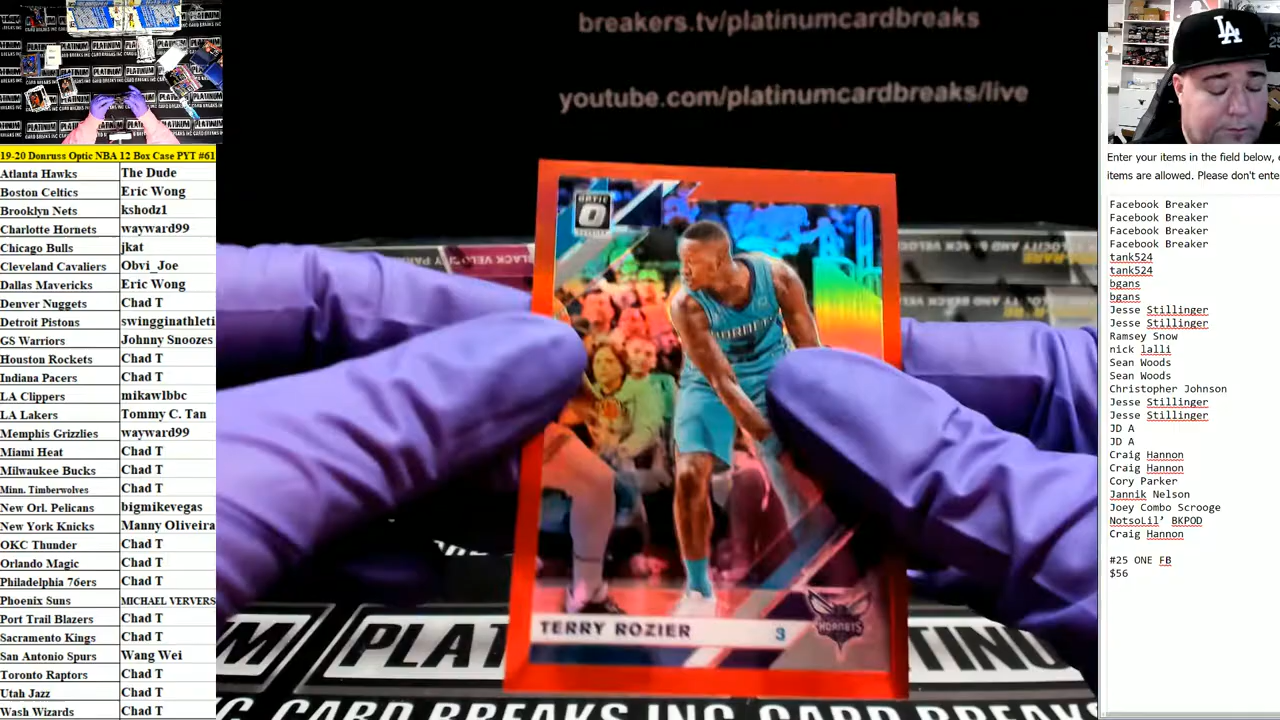 breakers.tv/platinumcardbreaks
youtube.com/platinumcardbreaks/live
19-20 Donruss Optic NBA 12 Box Case PYT #61
Atlanta Hawks The Dude
Boston Celtics Eric Wong
Brooklyn Nets kshodz1
Charlotte Hornets wayward99
Chicago Bulls jkat
Cleveland Cavaliers Obvi_Joe
Dallas Mavericks Eric Wong
Denver Nuggets Chad T
Detroit Pistons swingginathleti
GS Warriors Johnny Snoozes
Houston Rockets Chad T
Indiana Pacers Chad T
LA Clippers mikawlbbc
LA Lakers Tommy C. Tan
Memphis Grizzlies wayward99
Miami Heat Chad T
Milwaukee Bucks Chad T
Minn. Timberwolves Chad T
New Orl. Pelicans bigmikevegas
New York Knicks Manny Oliveira
OKC Thunder Chad T
Orlando Magic Chad T
Philadelphia 76ers Chad T
Phoenix Suns MICHAEL VERVERS
Port Trail Blazers Chad T
Sacramento Kings Chad T
San Antonio Spurs Wang Wei
Toronto Raptors Chad T
Utah Jazz Chad T
Wash Wizards Chad T
OPTIC
TERRY ROZIER 3
HORNETS
PLAT
INUM
CARD BREAKS INC
LA
Enter your items in the field below,
items are allowed. Please don't ente
Facebook Breaker
Facebook Breaker
Facebook Breaker
Facebook Breaker
tank524
tank524
bgans
bgans
Jesse Stillinger
Jesse Stillinger
Ramsey Snow
nick lalli
Sean Woods
Sean Woods
Christopher Johnson
Jesse Stillinger
Jesse Stillinger
JD A
JD A
Craig Hannon
Craig Hannon
Cory Parker
Jannik Nelson
Joey Combo Scrooge
NotsoLil’ BKPOD
Craig Hannon
#25 ONE FB
$56